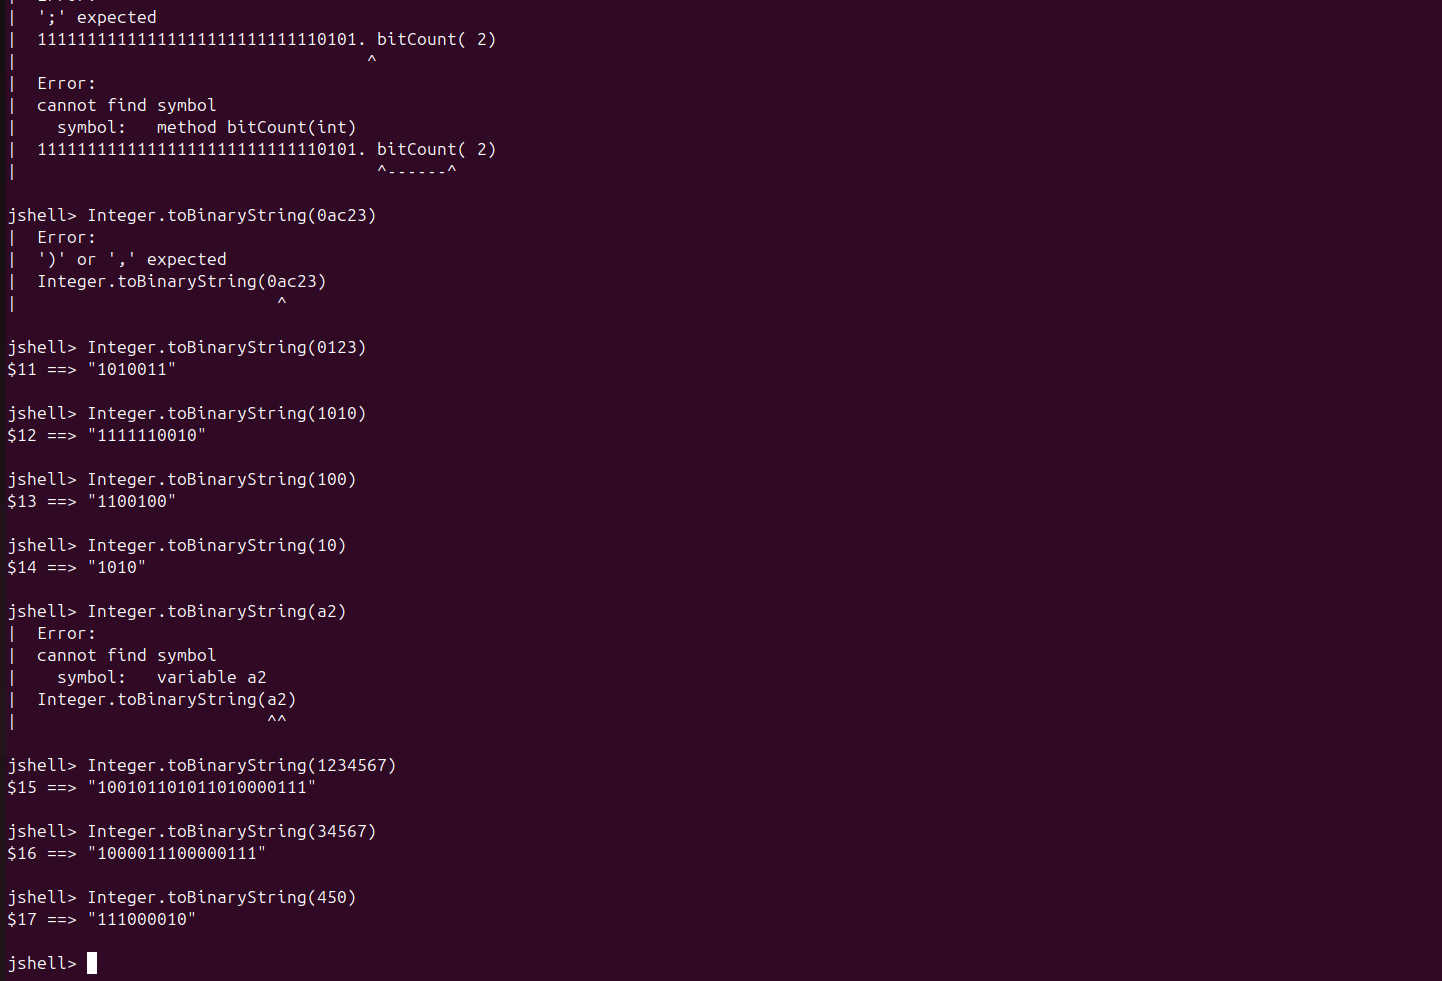 | Error:
| ';' expected
| 11111111111111111111111111110101. bitCount( 2)
| ^
| Error:
| cannot find symbol
| symbol: method bitCount(int)
| 11111111111111111111111111110101. bitCount( 2)
| ^------^
jshell> Integer.toBinaryString(0ac23)
| Error:
| ')' or ',' expected
| Integer.toBinaryString(0ac23)
| ^
jshell> Integer.toBinaryString(0123)
$11 ==> "1010011"
jshell> Integer.toBinaryString(1010)
$12 ==> "1111110010"
jshell> Integer.toBinaryString(100)
$13 ==> "1100100"
jshell> Integer.toBinaryString(10)
$14 ==> "1010"
jshell> Integer.toBinaryString(a2)
| Error:
| cannot find symbol
| symbol: variable a2
| Integer.toBinaryString(a2)
| ^^
jshell> Integer.toBinaryString(1234567)
$15 ==> "100101101011010000111"
jshell> Integer.toBinaryString(34567)
$16 ==> "1000011100000111"
jshell> Integer.toBinaryString(450)
$17 ==> "111000010"
jshell>